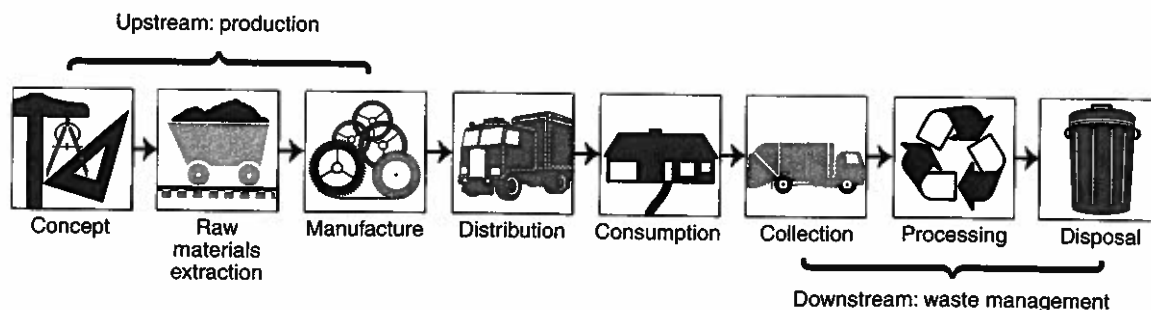 Upstream: production
Concept
Raw
materials
extraction
Manufacture
Distribution
Consumption
Collection
Processing
Disposal
Downstream: waste management